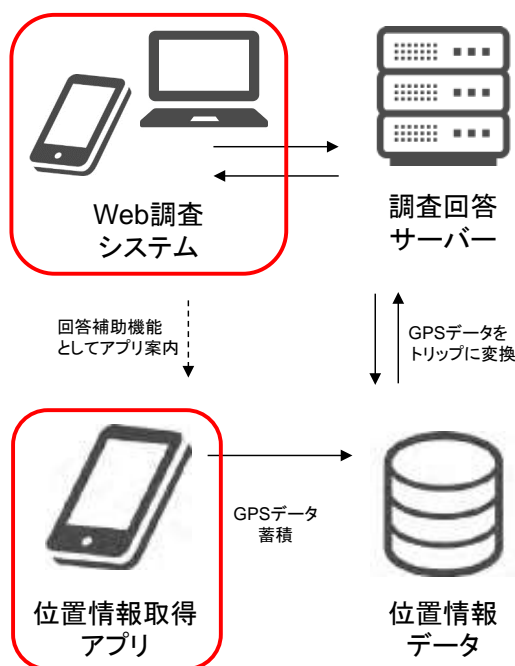 Web調査
システム
調査回答
サーバー
回答補助機能
としてアプリ案内
GPSデータを
トリップに変換
GPSデータ
蓄積
位置情報取得
アプリ
位置情報
データ